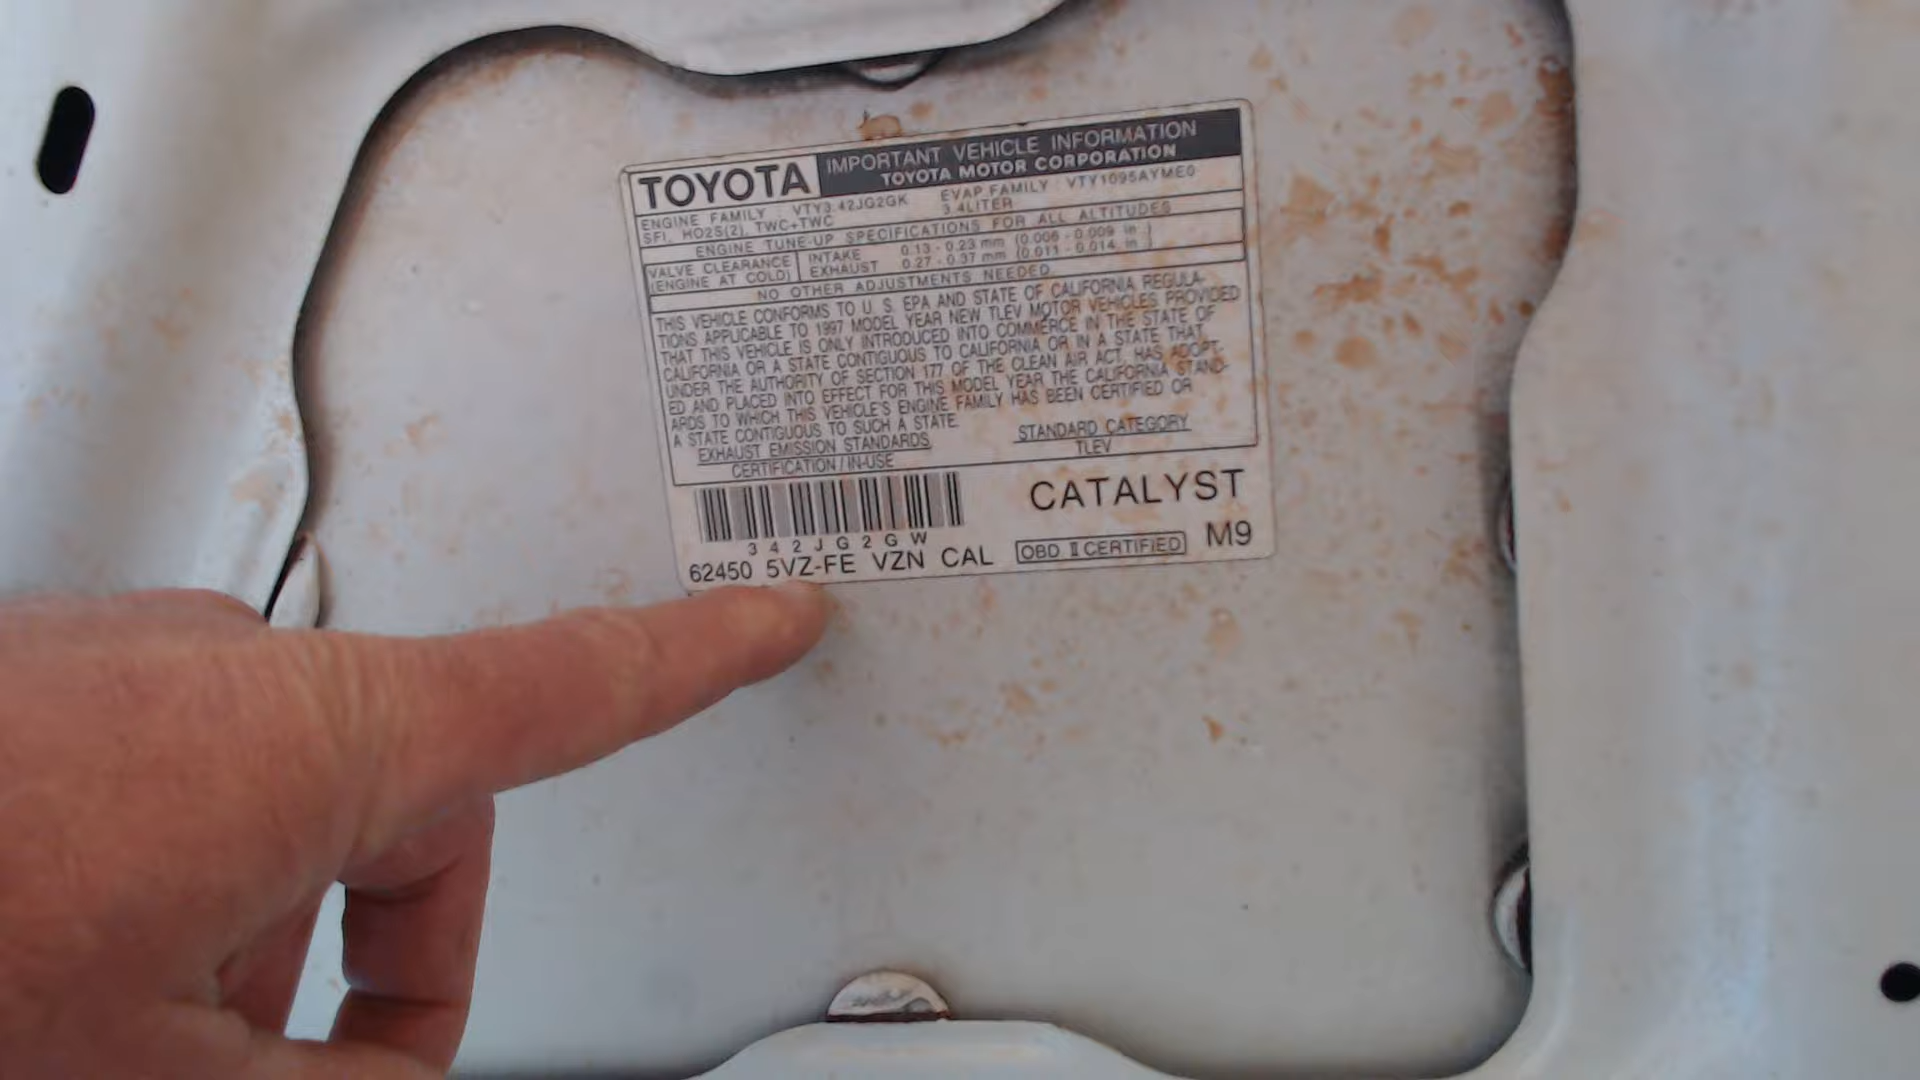 TOYOTA IMPORTANT VEHICLE INFORMATION
TOYOTA MOTOR CORPORATION
ENGINE FAMILY VTY3.42JG2GK EVAP FAMILY VTY1095AYME0
SFI, HO2S(2), TWC+TWC 3.4LITER
ENGINE TUNE-UP SPECIFICATIONS FOR ALL ALTITUDES
VALVE CLEARANCE INTAKE 0.13 - 0.23 mm (0.006 - 0.009 in.)
(ENGINE AT COLD) EXHAUST 0.27 - 0.37 mm (0.011 - 0.014 in.)
NO OTHER ADJUSTMENTS NEEDED.
THIS VEHICLE CONFORMS TO U.S. EPA AND STATE OF CALIFORNIA REGULA-
TIONS APPLICABLE TO 1997 MODEL YEAR NEW TLEV MOTOR VEHICLES PROVIDED
THAT THIS VEHICLE IS ONLY INTRODUCED INTO COMMERCE IN THE STATE OF
CALIFORNIA OR A STATE CONTIGUOUS TO CALIFORNIA OR IN A STATE THAT,
UNDER THE AUTHORITY OF SECTION 177 OF THE CLEAN AIR ACT, HAS ADOPT-
ED AND PLACED INTO EFFECT FOR THIS MODEL YEAR THE CALIFORNIA STAND-
ARDS TO WHICH THIS VEHICLE'S ENGINE FAMILY HAS BEEN CERTIFIED OR
A STATE CONTIGUOUS TO SUCH A STATE.
EXHAUST EMISSION STANDARDS STANDARD CATEGORY
CERTIFICATION / IN-USE TLEV
CATALYST
342JG2GW
62450 5VZ-FE VZN CAL OBD II CERTIFIED M9